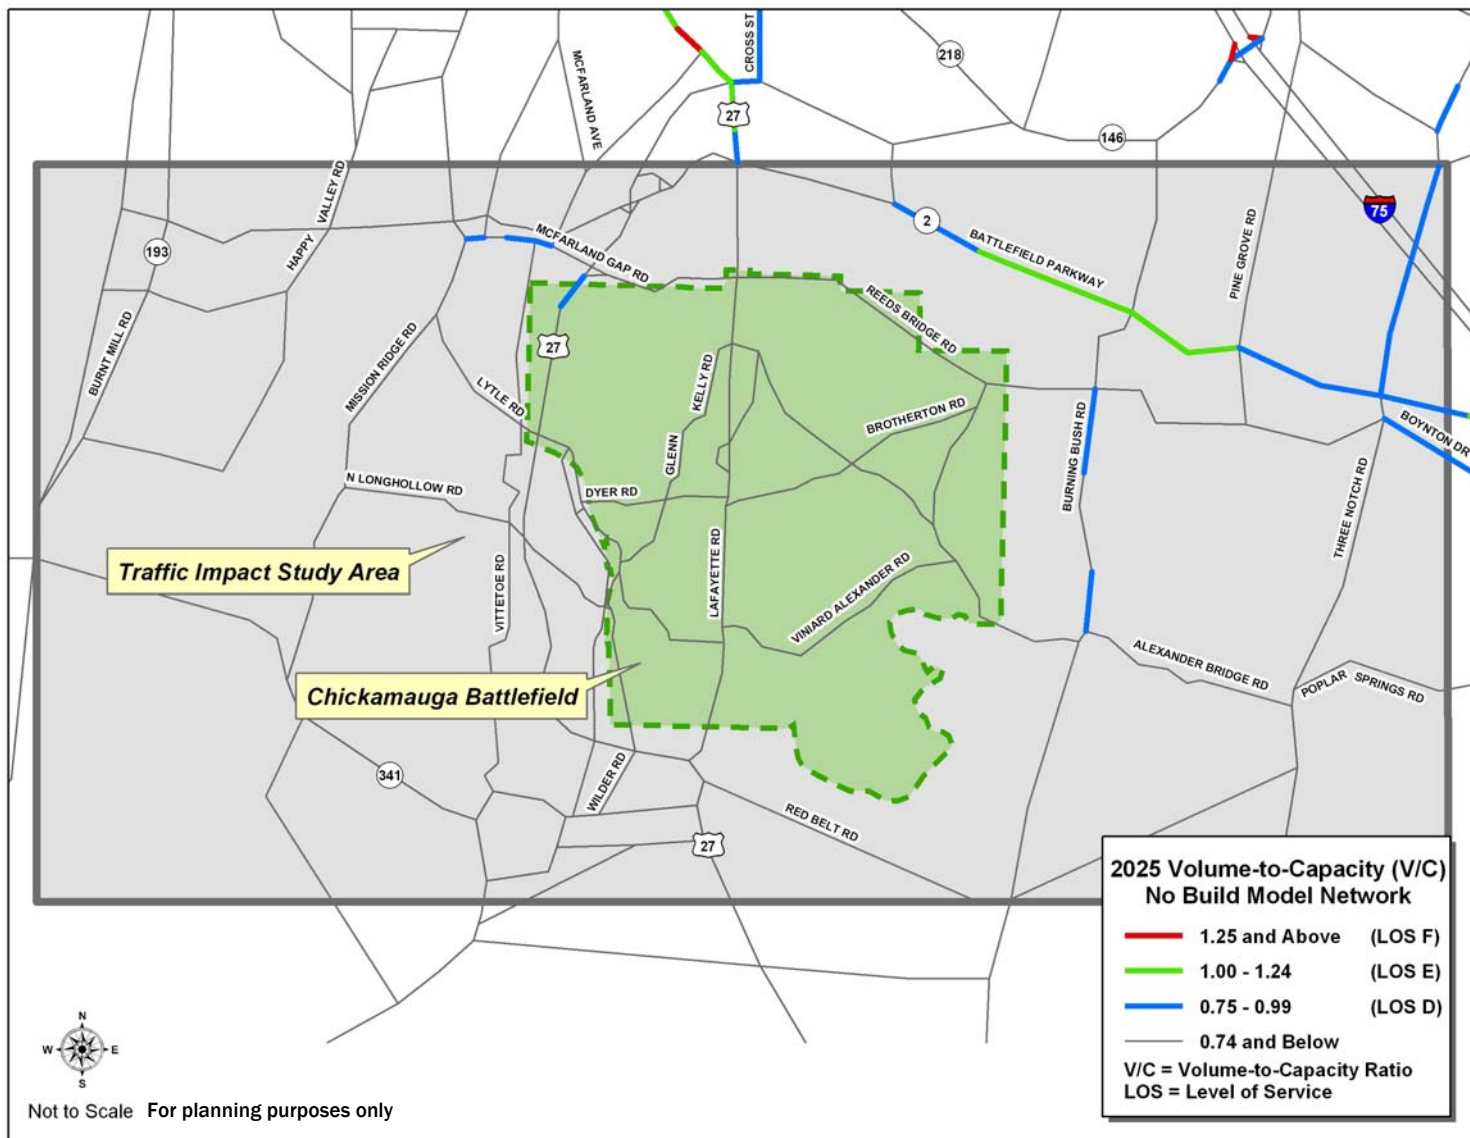 CROSS ST
218
MCFARLAND AVE
27
146
HAPPY VALLEY RD
75
193
2
MCFARLAND GAP RD
BATTLEFIELD PARKWAY
PINE GROVE RD
REEDS BRIDGE RD
BURNT MILL RD
27
MISSION RIDGE RD
LYTLE RD
KELLY RD
BROTHERTON RD
BOYNTON DR
GLENN
BURNING BUSH RD
N LONGHOLLOW RD
DYER RD
THREE NOTCH RD
Traffic Impact Study Area
VITTETOE RD
LAFAYETTE RD
VINIARD ALEXANDER RD
ALEXANDER BRIDGE RD
POPLAR SPRINGS RD
Chickamauga Battlefield
341
WILDER RD
RED BELT RD
27
2025 Volume-to-Capacity (V/C)
No Build Model Network
1.25 and Above (LOS F)
1.00 - 1.24 (LOS E)
0.75 - 0.99 (LOS D)
0.74 and Below
V/C = Volume-to-Capacity Ratio
LOS = Level of Service
N
W E
S
Not to Scale For planning purposes only